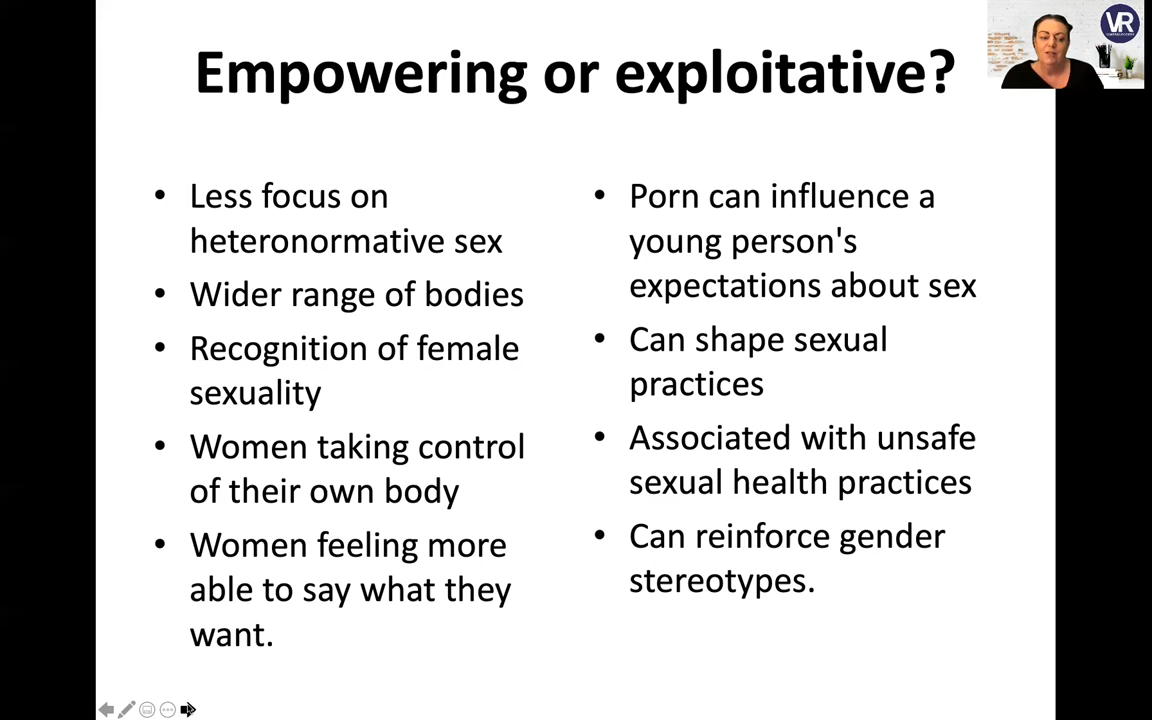 Empowering or exploitative?
• Less focus on
heteronormative sex
• Wider range of bodies
• Recognition of female
sexuality
• Women taking control
of their own body
• Women feeling more
able to say what they
want.
• Porn can influence a
young person's
expectations about sex
• Can shape sexual
practices
• Associated with unsafe
sexual health practices
• Can reinforce gender
stereotypes.
VR